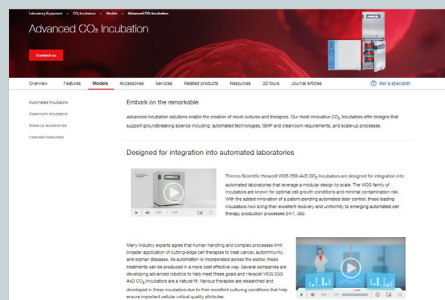 Laboratory Equipment › CO₂ Incubators › Models › Advanced CO₂ Incubation
Advanced CO₂ Incubation
Contact us
Overview Features Models Accessories Services Related products Resources 3D tours Journal Articles Ask a specialist
Automated incubators
Cleanroom incubators
Scale-up accessories
Featured resources
Embark on the remarkable
Advanced incubation solutions enable the creation of novel cultures and therapies. Our most innovative CO₂ incubators offer designs that
support groundbreaking science including: automated technologies, GMP and cleanroom requirements, and scale-up processes.
Designed for integration into automated laboratories
Thermo Scientific Heracell VIOS 250i AxD CO₂ Incubators are designed for integration into
automated laboratories that leverage a modular design to scale. The VIOS family of
incubators are known for optimal cell growth conditions and minimal contamination risk.
With the added innovation of a patent-pending automated door control, these leading
incubators now bring their excellent recovery and uniformity to emerging automated cell
therapy production processes 24/7, 365.
Many industry experts agree that human handling and complex processes limit
broader application of cutting-edge cell therapies to treat cancer, autoimmunity,
and orphan diseases. As automation is incorporated across the sector, these
treatments can be produced in a more cost effective way. Several companies are
developing advanced robotics to help meet these goals and Heracell VIOS 250i
AxD CO₂ Incubators are a natural fit. Various therapies are researched and
developed in these incubators due to their excellent culturing conditions that help
ensure important cellular critical quality attributes.